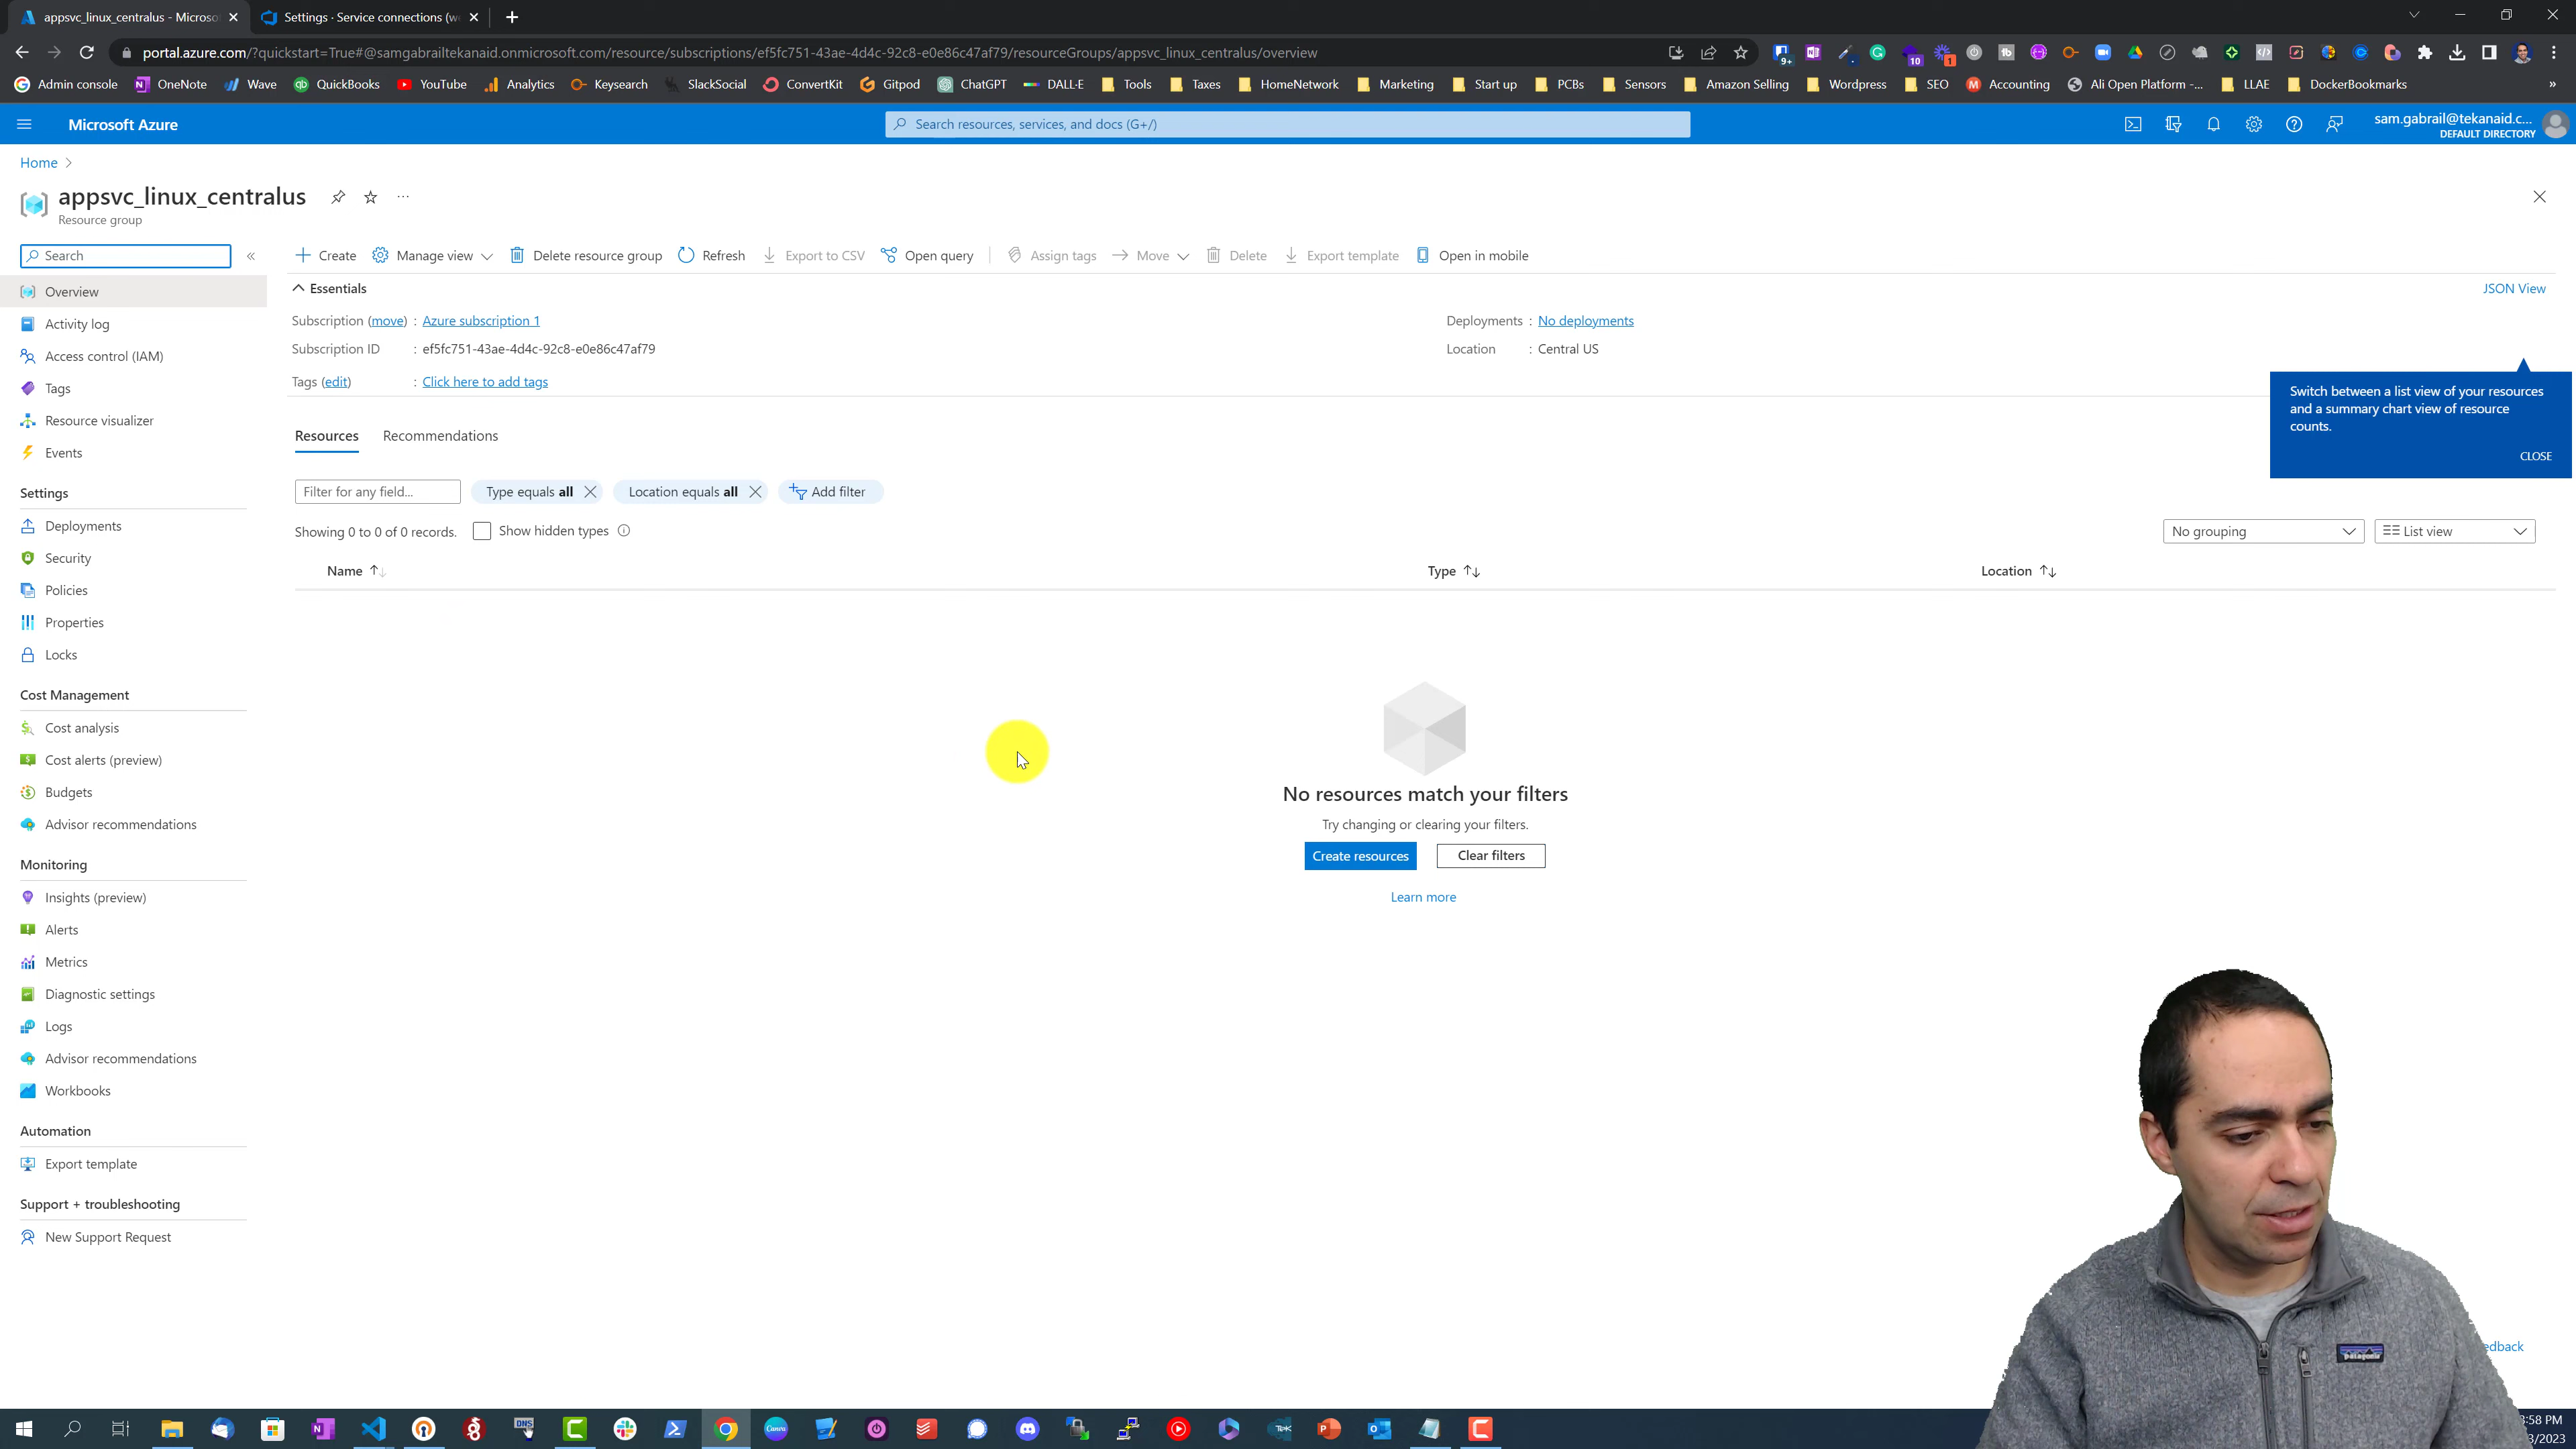 appsvc_linux_centralus - Microso
Settings · Service connections (w
portal.azure.com/?quickstart=True#@samgabrailtekanaid.onmicrosoft.com/resource/subscriptions/ef5fc751-43ae-4d4c-92c8-e0e86c47af79/resourceGroups/appsvc_linux_centralus/overview
9+
10
1
Admin console
OneNote
Wave
QuickBooks
YouTube
Analytics
Keysearch
SlackSocial
ConvertKit
Gitpod
ChatGPT
DALL·E
Tools
Taxes
HomeNetwork
Marketing
Start up
PCBs
Sensors
Amazon Selling
Wordpress
SEO
Accounting
Ali Open Platform -...
LLAE
DockerBookmarks
»
Microsoft Azure
Search resources, services, and docs (G+/)
sam.gabrail@tekanaid.c...
DEFAULT DIRECTORY
Home >
appsvc_linux_centralus
Resource group
Search
«
Create
Manage view
Delete resource group
Refresh
Export to CSV
Open query
Assign tags
Move
Delete
Export template
Open in mobile
Overview
Activity log
Access control (IAM)
Tags
Resource visualizer
Events
Settings
Deployments
Security
Policies
Properties
Locks
Cost Management
Cost analysis
Cost alerts (preview)
Budgets
Advisor recommendations
Monitoring
Insights (preview)
Alerts
Metrics
Diagnostic settings
Logs
Advisor recommendations
Workbooks
Automation
Export template
Support + troubleshooting
New Support Request
Essentials
JSON View
Subscription (move) : Azure subscription 1
Subscription ID : ef5fc751-43ae-4d4c-92c8-e0e86c47af79
Tags (edit) : Click here to add tags
Deployments : No deployments
Location : Central US
Switch between a list view of your resources
and a summary chart view of resource
counts.
CLOSE
Resources
Recommendations
Filter for any field...
Type equals all
Location equals all
Add filter
Showing 0 to 0 of 0 records.
Show hidden types
No grouping
List view
Name
Type
Location
No resources match your filters
Try changing or clearing your filters.
Create resources
Clear filters
Learn more
edback
patagonia
DNS
Canva
TeK
:58 PM
/2023